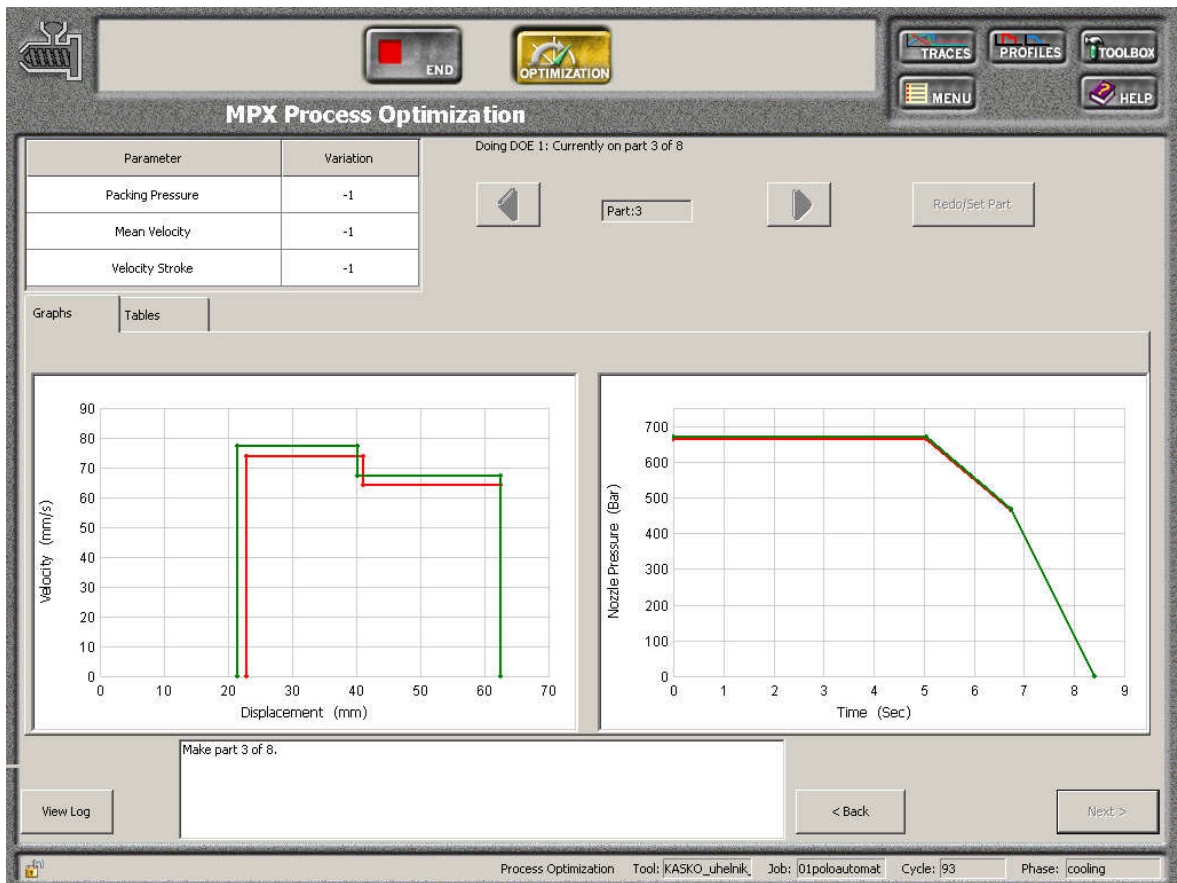 END
OPTIMIZATION
TRACES
PROFILES
TOOLBOX
MENU
HELP
MPX Process Optimization
Parameter Variation
Packing Pressure -1
Mean Velocity -1
Velocity Stroke -1
Doing DOE 1: Currently on part 3 of 8
Part:3
Redo/Set Part
Graphs Tables
90
80
70
60
50
40
30
20
10
0
Velocity (mm/s)
0 10 20 30 40 50 60 70
Displacement (mm)
700
600
500
400
300
200
100
0
Nozzle Pressure (Bar)
0 1 2 3 4 5 6 7 8 9
Time (Sec)
Make part 3 of 8.
View Log
< Back
Next >
Process Optimization Tool: KASKO_uhelnik_ Job: 01poloautomat Cycle: 93 Phase: cooling